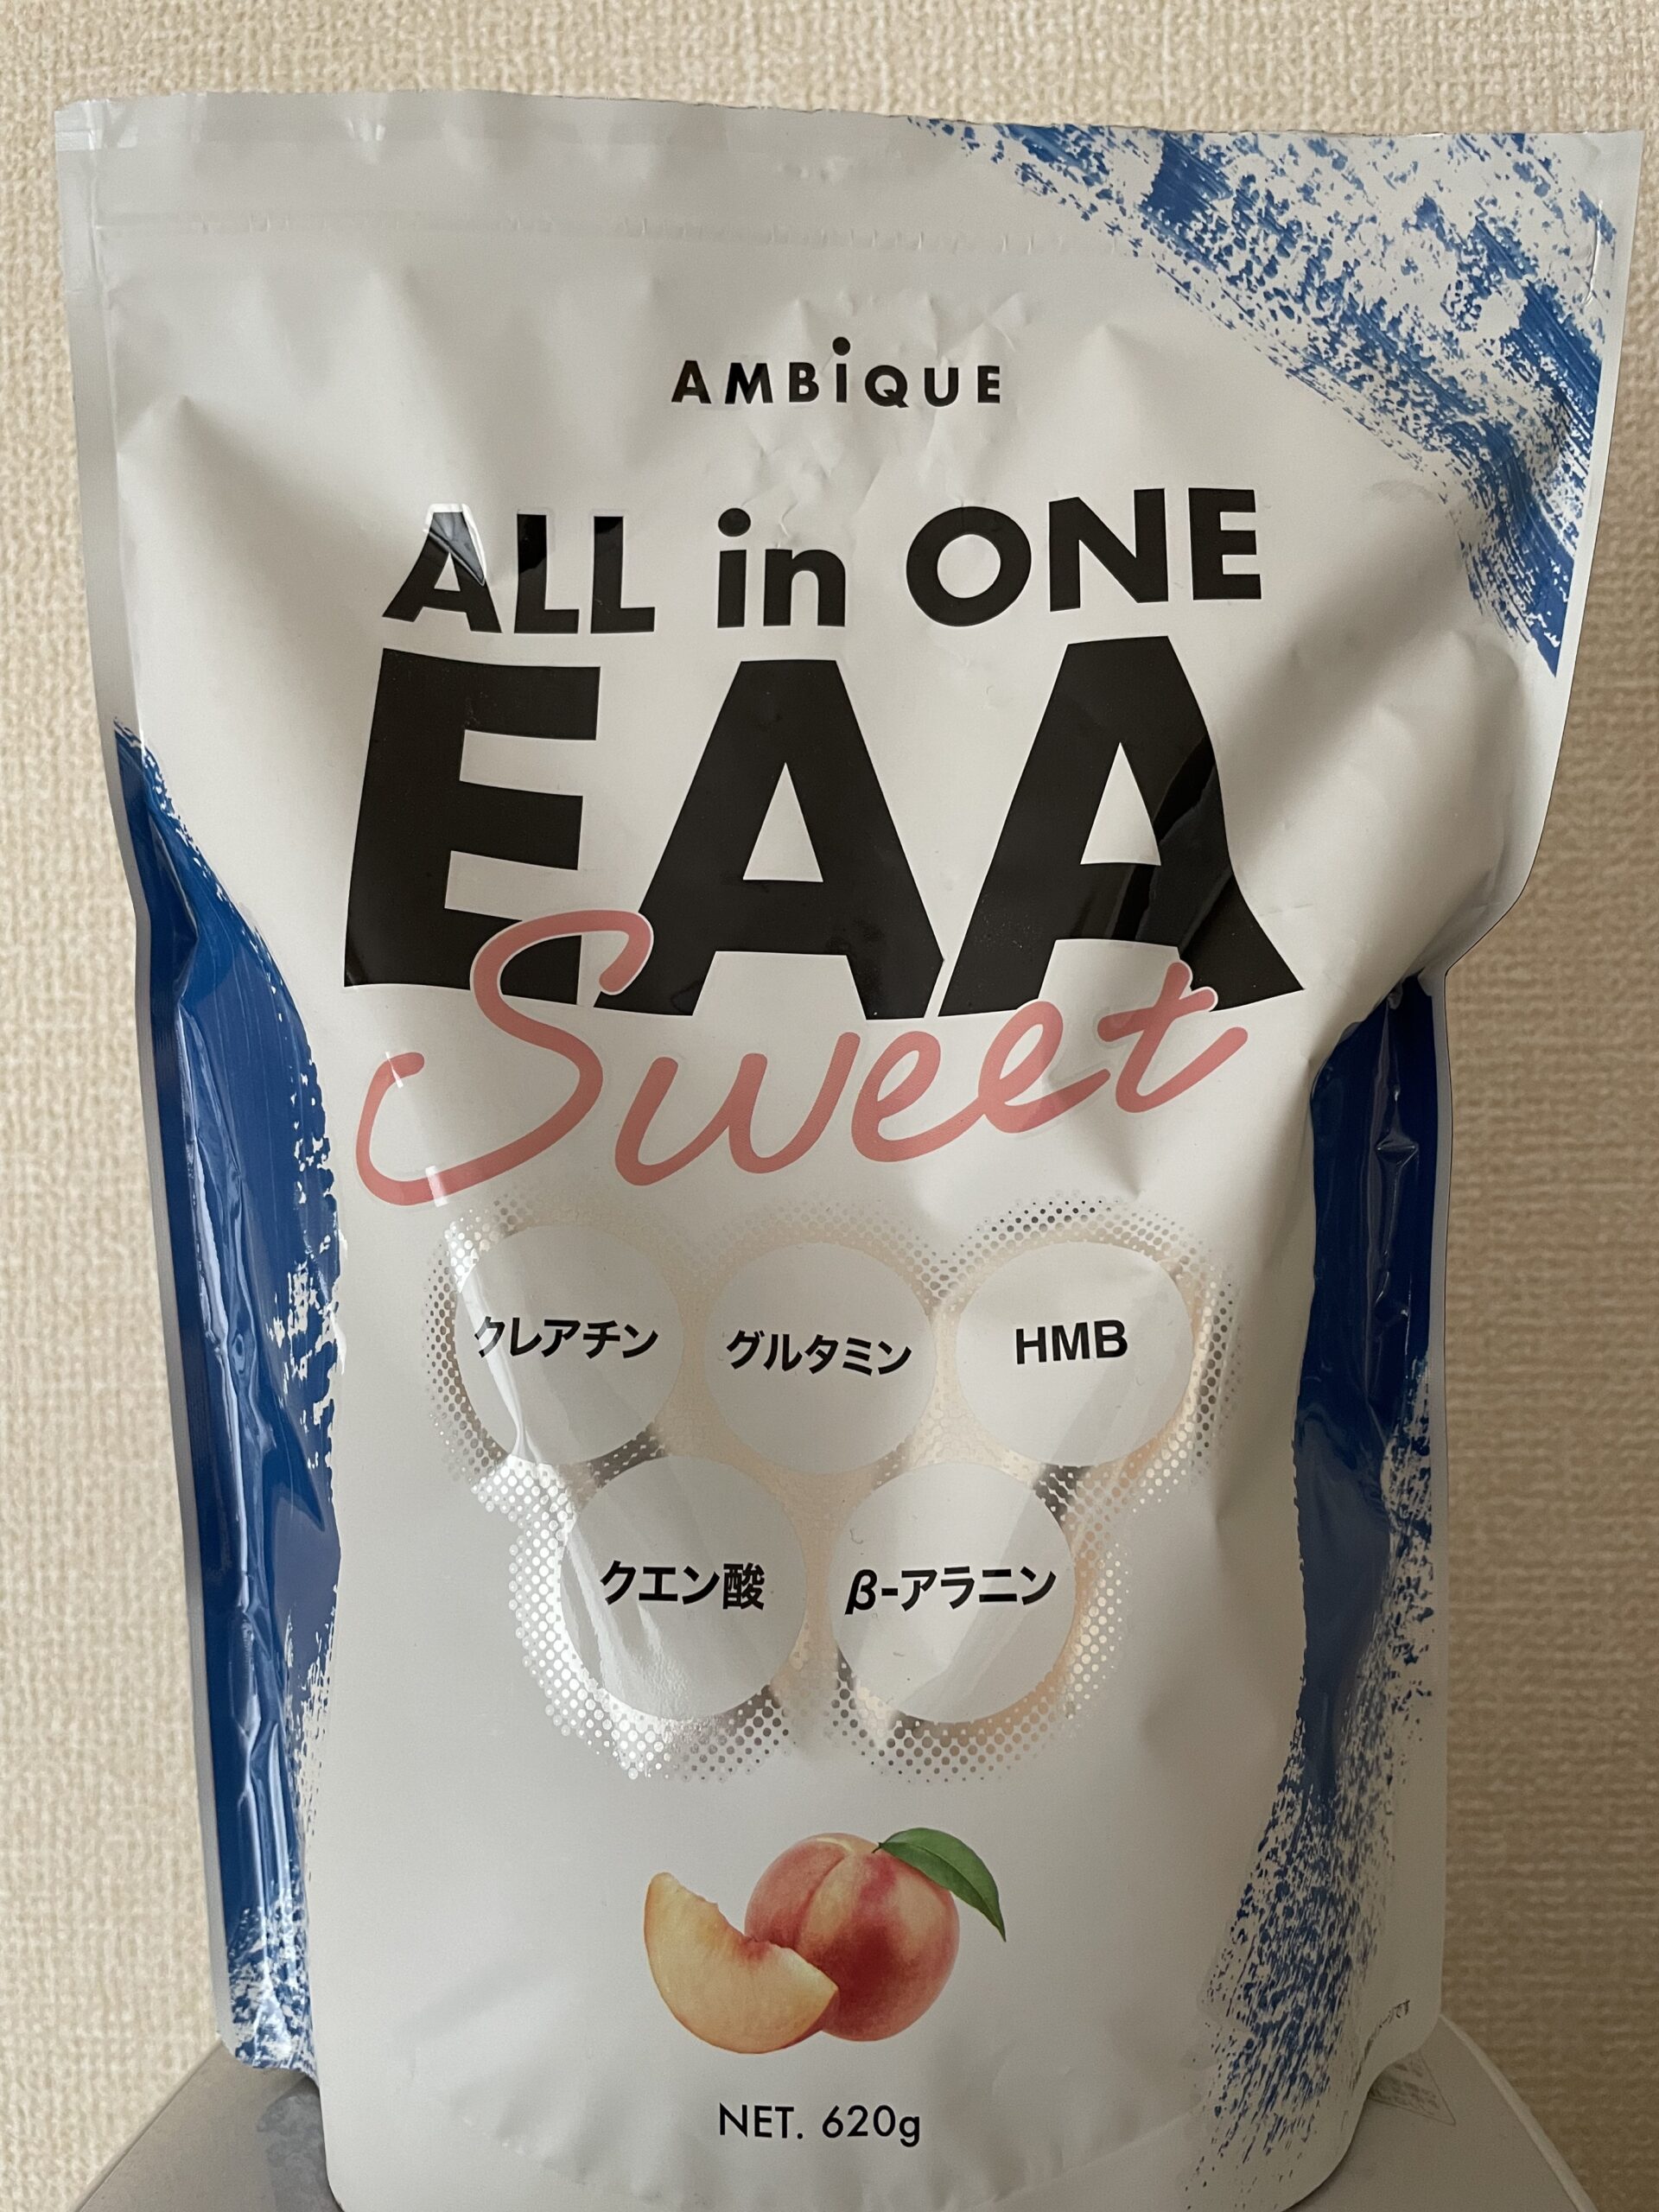 AMBiQUE
ALL in ONE
EAA
Sweet
クレアチン
グルタミン
HMB
クエン酸
β-アラニン
NET. 620g